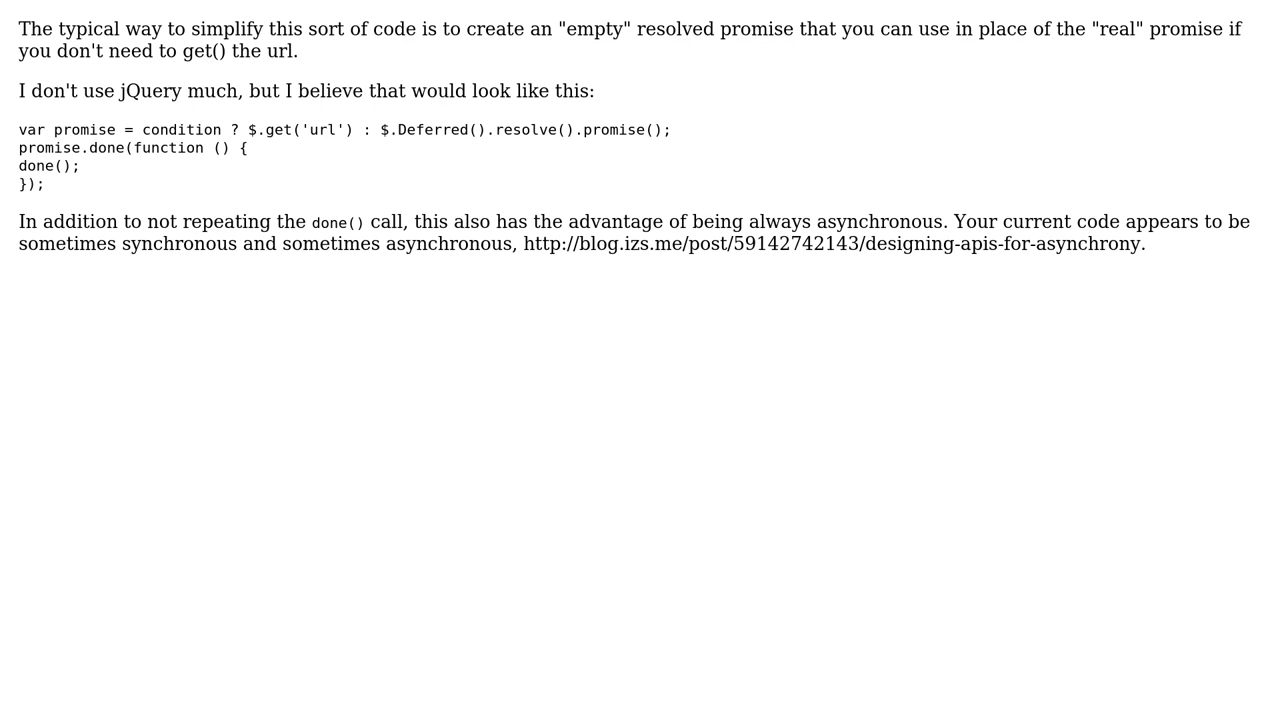 The typical way to simplify this sort of code is to create an "empty" resolved promise that you can use in place of the "real" promise if
you don't need to get() the url.
I don't use jQuery much, but I believe that would look like this:
var promise = condition ? $.get('url') : $.Deferred().resolve().promise();
promise.done(function () {
done();
});
In addition to not repeating the done() call, this also has the advantage of being always asynchronous. Your current code appears to be
sometimes synchronous and sometimes asynchronous, http://blog.izs.me/post/59142742143/designing-apis-for-asynchrony.